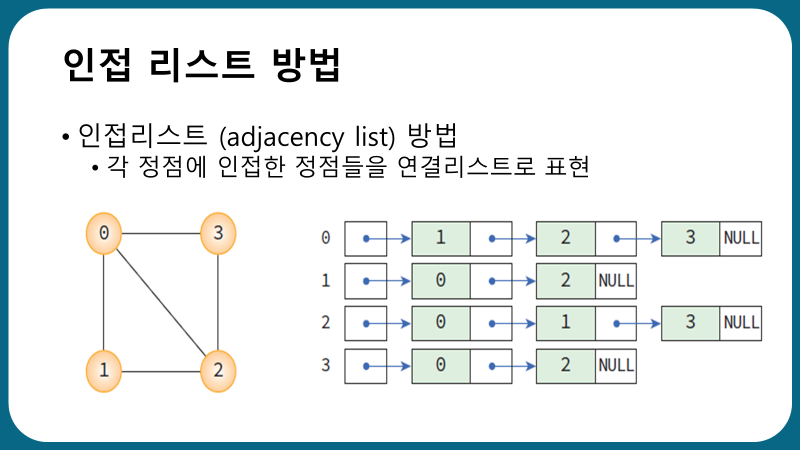 인접 리스트 방법
• 인접리스트 (adjacency list) 방법
• 각 정점에 인접한 정점들을 연결리스트로 표현
0 3
1 2
0 1 2 3 NULL
1 0 2 NULL
2 0 1 3 NULL
3 0 2 NULL